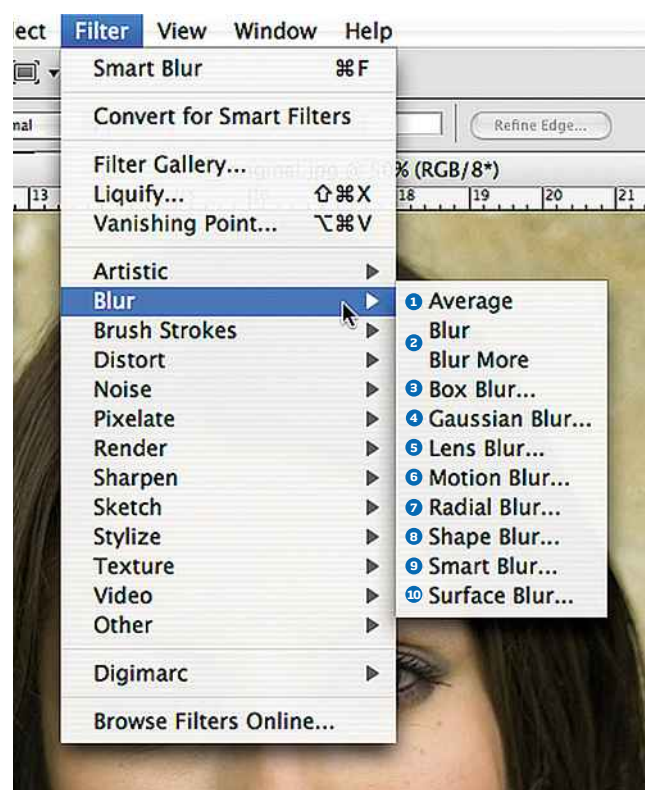 ect Filter View Window Help
Smart Blur ⌘F
Convert for Smart Filters
nal
Refine Edge...
Filter Gallery...
% (RGB/8*)
Liquify... ⇧⌘X
13 18 19 20 21
Vanishing Point... ⌥⌘V
Artistic
Blur
Brush Strokes
Distort
Noise
Pixelate
Render
Sharpen
Sketch
Stylize
Texture
Video
Other
Digimarc
Browse Filters Online...
1 Average
2 Blur
Blur More
3 Box Blur...
4 Gaussian Blur...
5 Lens Blur...
6 Motion Blur...
7 Radial Blur...
8 Shape Blur...
9 Smart Blur...
10 Surface Blur...